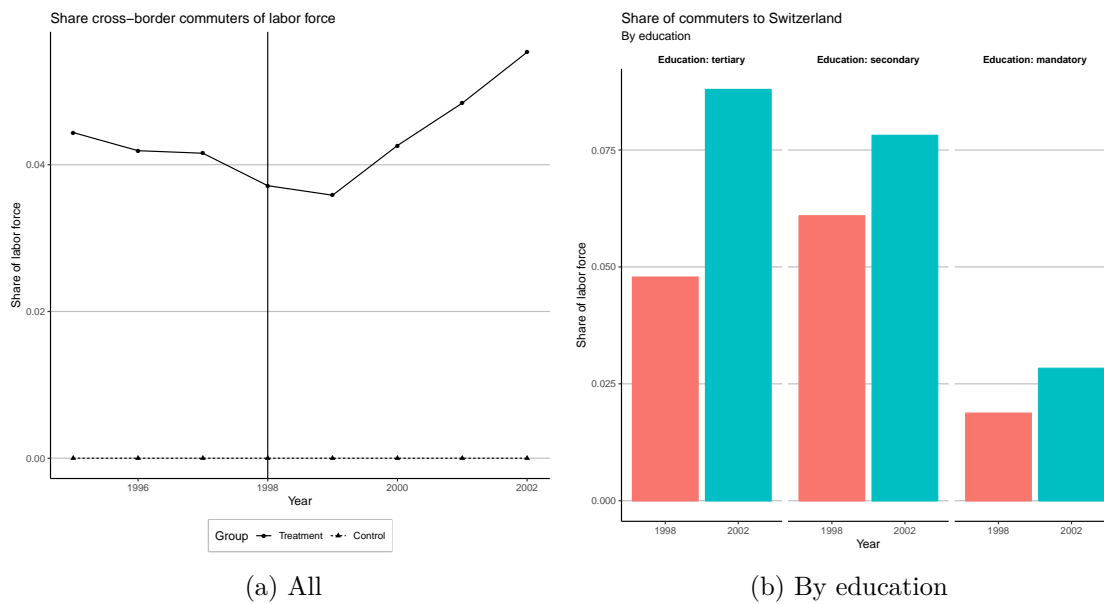 Share cross−border commuters of labor force
Share of labor force
0.04
0.02
0.00
1996 1998 2000 2002
Year
Group Treatment Control
(a) All
Share of commuters to Switzerland
By education
Education: tertiary Education: secondary Education: mandatory
Share of labor force
0.075
0.050
0.025
0.000
1998 2002 1998 2002 1998 2002
Year
(b) By education